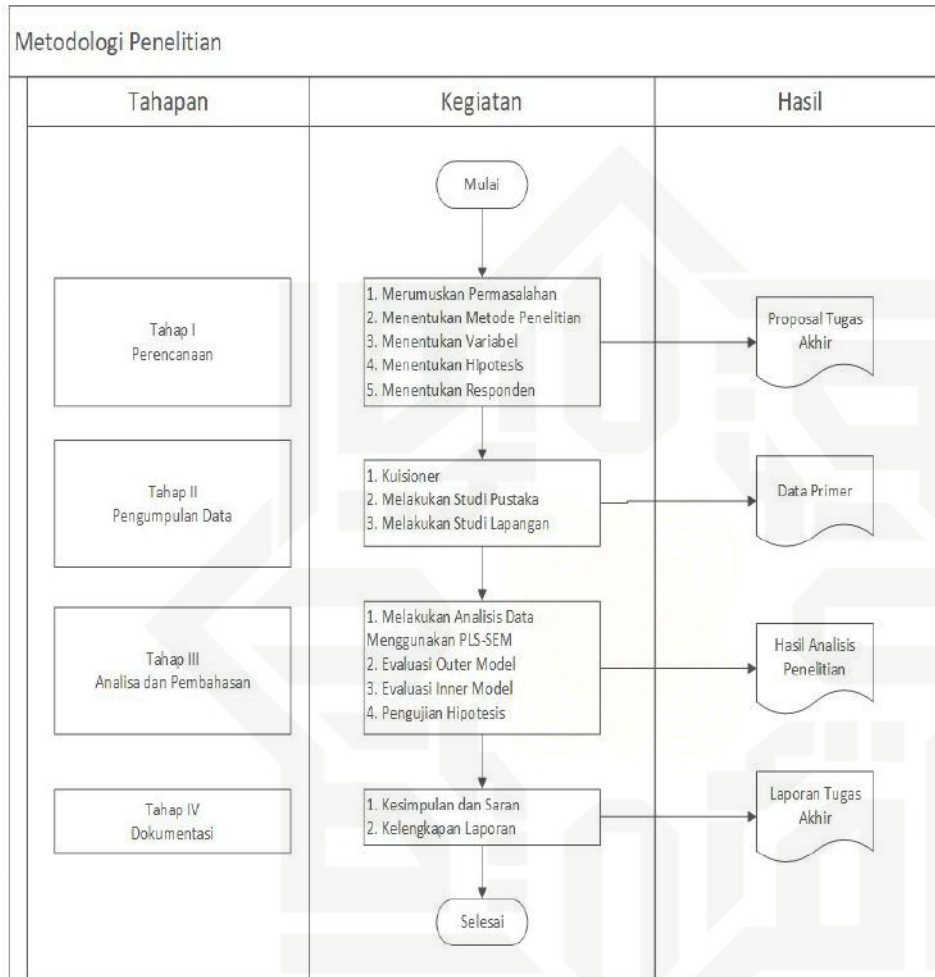 Metodologi Penelitian
Tahapan
Kegiatan
Hasil
Mulai
Tahap I
Perencanaan
1. Merumuskan Permasalahan
2. Menentukan Metode Penelitian
3. Menentukan Variabel
4. Menentukan Hipotesis
5. Menentukan Responden
Proposal Tugas
Akhir
Tahap II
Pengumpulan Data
1. Kuisioner
2. Melakukan Studi Pustaka
3. Melakukan Studi Lapangan
Data Primer
Tahap III
Analisa dan Pembahasan
1. Melakukan Analisis Data
Menggunakan PLS-SEM
2. Evaluasi Outer Model
3. Evaluasi Inner Model
4. Pengujian Hipotesis
Hasil Analisis
Penelitian
Tahap IV
Dokumentasi
1. Kesimpulan dan Saran
2. Kelengkapan Laporan
Laporan Tugas
Akhir
Selesai